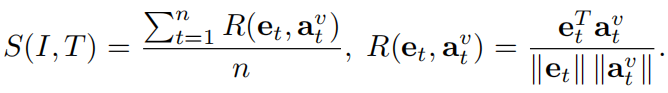 S(I, T) = \frac{\sum_{t=1}^{n} R(\mathbf{e}_t, \mathbf{a}_t^v)}{n}, R(\mathbf{e}_t, \mathbf{a}_t^v) = \frac{\mathbf{e}_t^T \mathbf{a}_t^v}{\|\mathbf{e}_t\| \|\mathbf{a}_t^v\|}.